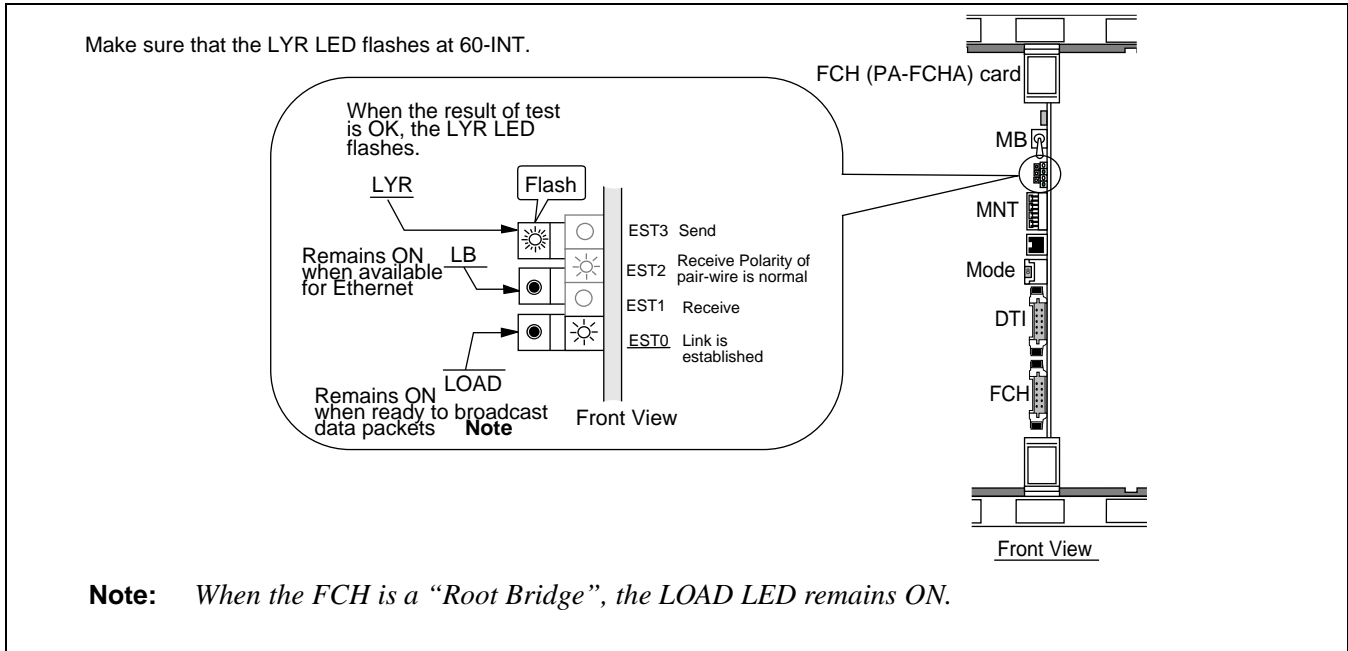 Make sure that the LYR LED flashes at 60-INT.
FCH (PA-FCHA) card
When the result of test
is OK, the LYR LED
flashes.
MB
LYR
Flash
MNT
EST3 Send
Remains ON
when available
for Ethernet
LB
EST2 Receive Polarity of
pair-wire is normal
Mode
EST1 Receive
DTI
EST0 Link is
established
LOAD
Remains ON
when ready to broadcast
data packets Note
Front View
FCH
Front View
Note: When the FCH is a “Root Bridge”, the LOAD LED remains ON.